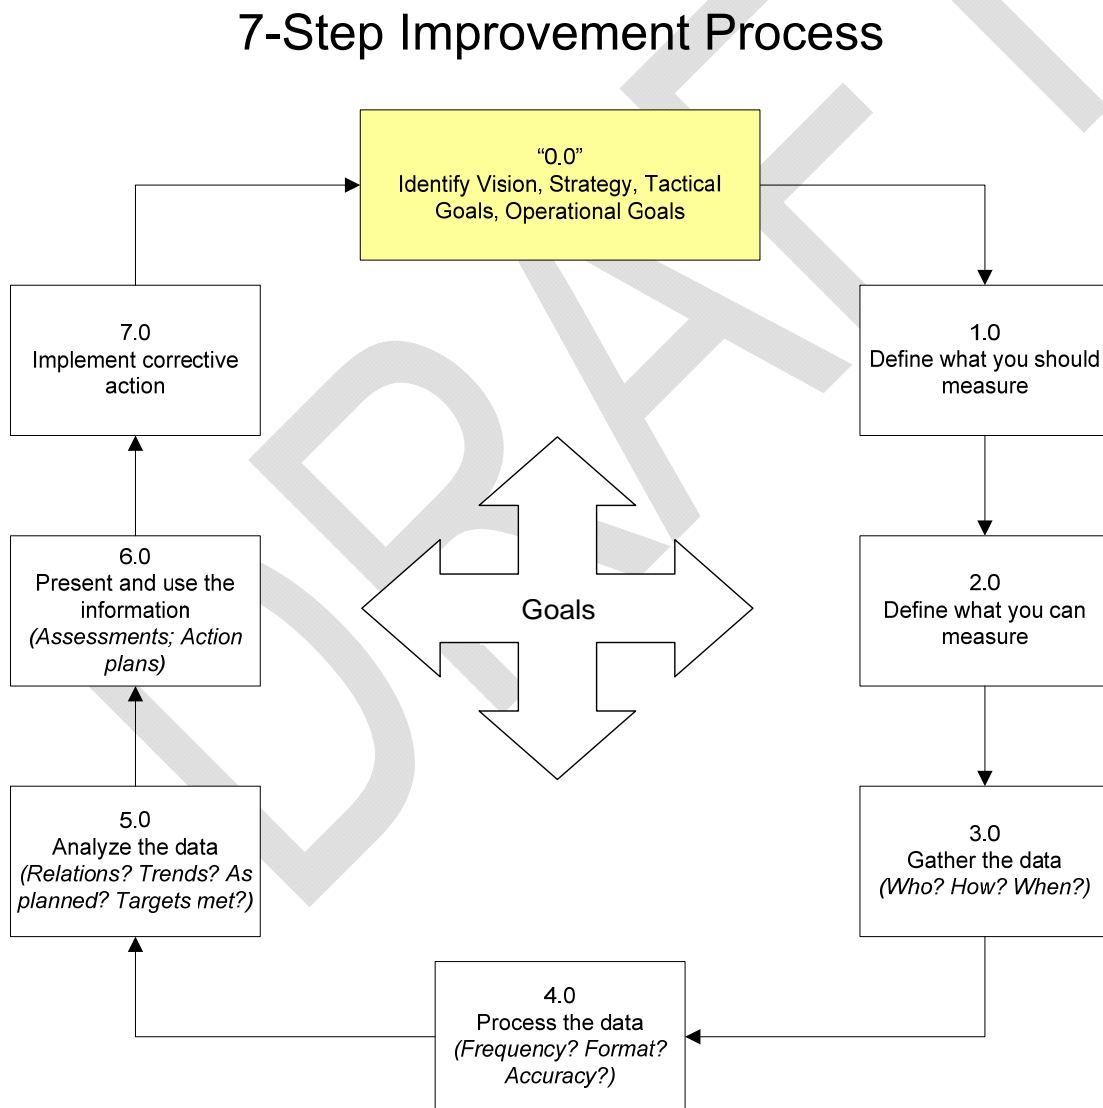 7-Step Improvement Process
“0.0”
Identify Vision, Strategy, Tactical
Goals, Operational Goals
1.0
Define what you should
measure
2.0
Define what you can
measure
3.0
Gather the data
(Who? How? When?)
4.0
Process the data
(Frequency? Format?
Accuracy?)
5.0
Analyze the data
(Relations? Trends? As
planned? Targets met?)
6.0
Present and use the
information
(Assessments; Action
plans)
7.0
Implement corrective
action
Goals
DRAFT